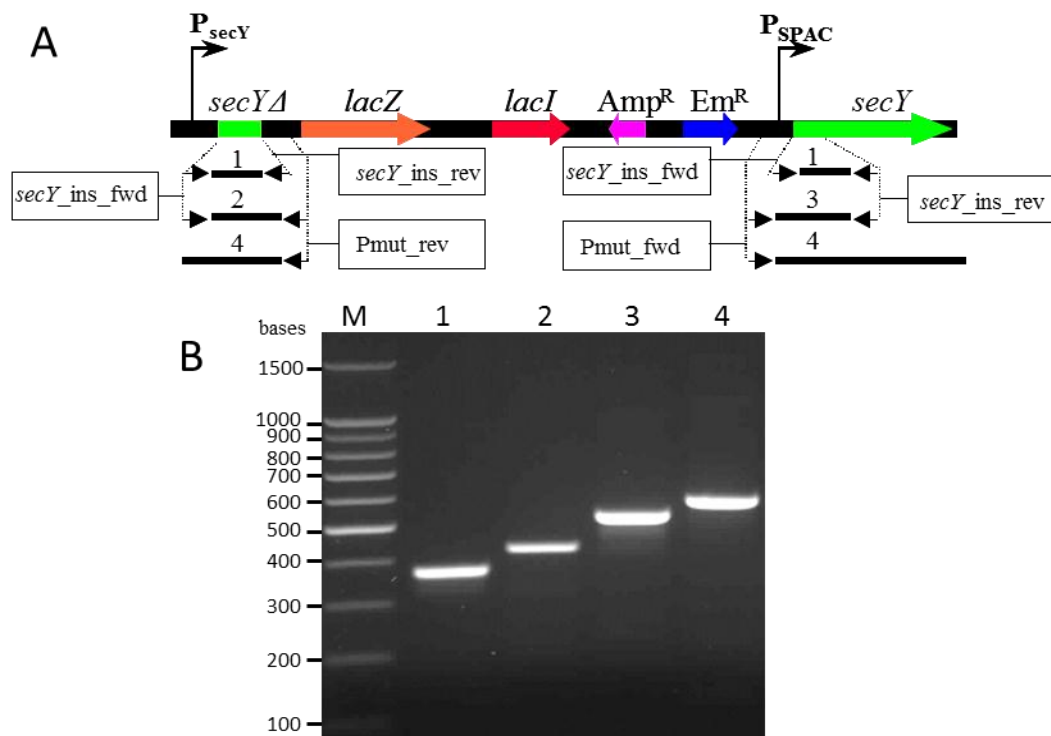 A
PsecY
PSPAC
secYΔ lacZ lacI AmpR EmR secY
1
1
secY_ins_fwd
secY_ins_rev
secY_ins_fwd
secY_ins_rev
2
3
Pmut_rev
Pmut_fwd
4
4
B
bases M 1 2 3 4
1500
1000
900
800
700
600
500
400
300
200
100